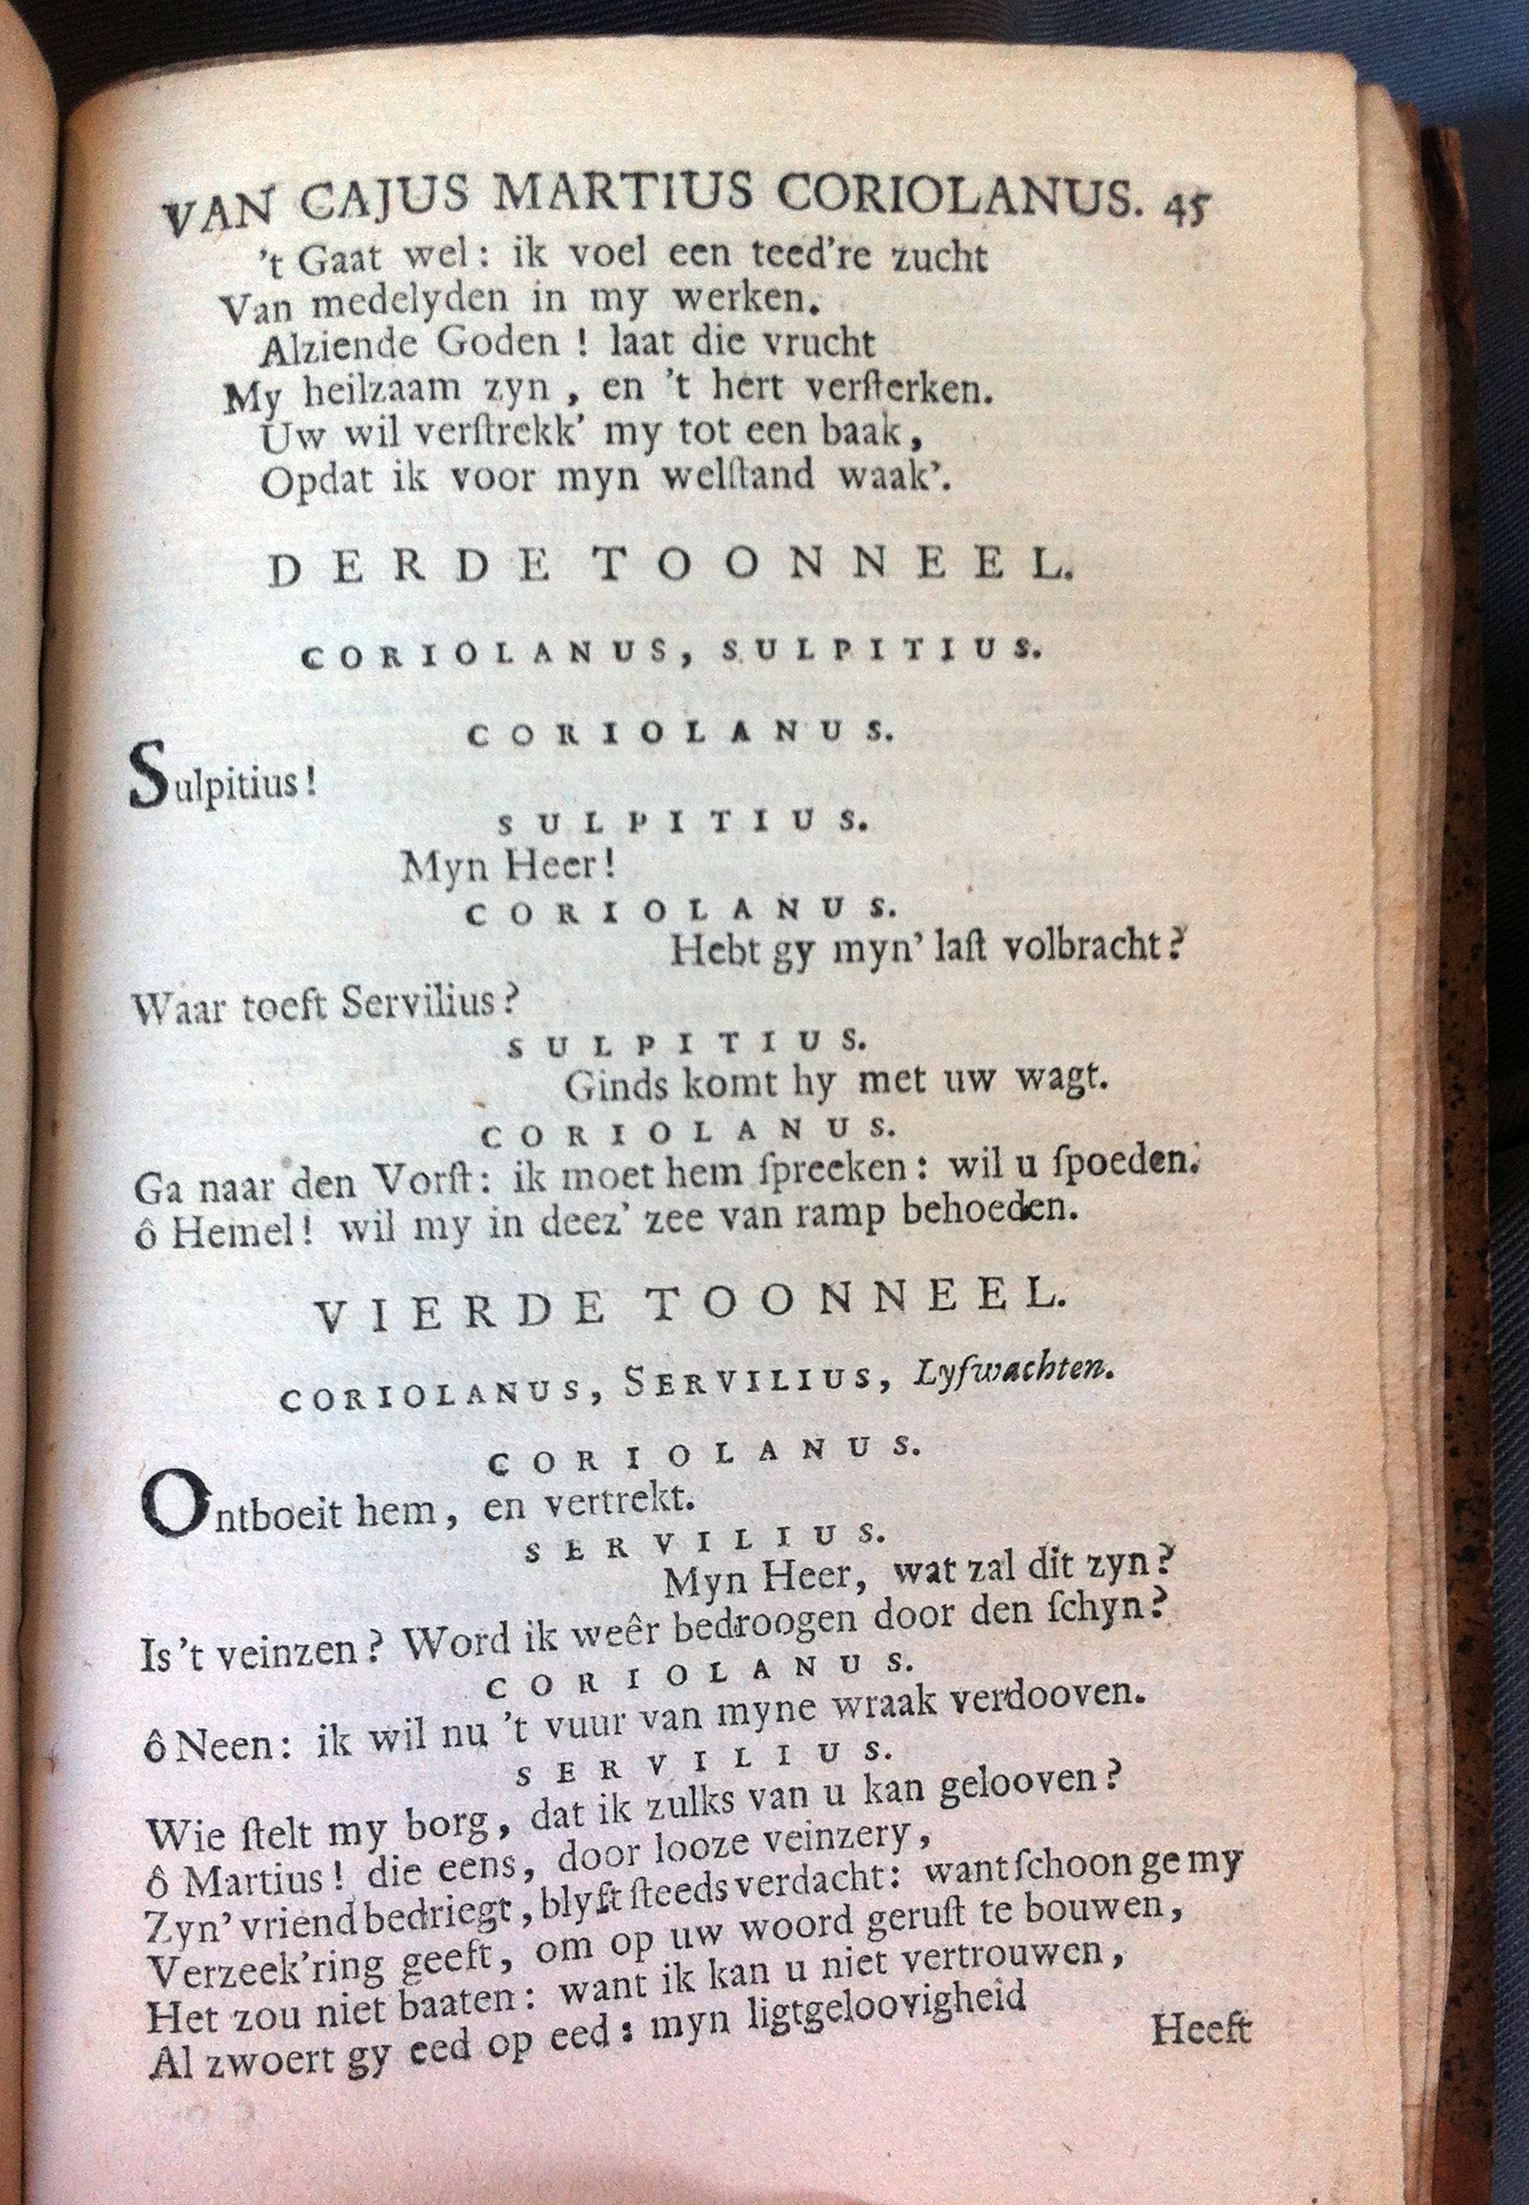 VAN CAJUS MARTIUS CORIOLANUS. 45
't Gaat wel: ik voel een teed're zucht
Van medelyden in my werken.
Alziende Goden! laat die vrucht
My heilzaam zyn, en 't hert verſterken.
Uw wil verſtrekk' my tot een baak,
Opdat ik voor myn welſtand waak'.
DERDE TOONNEEL.
CORIOLANUS, SULPITIUS.
CORIOLANUS.
Sulpitius!
SULPITIUS.
Myn Heer!
CORIOLANUS.
Hebt gy myn' laſt volbracht?
Waar toeft Servilius?
SULPITIUS.
Ginds komt hy met uw wagt.
CORIOLANUS.
Ga naar den Vorſt: ik moet hem ſpreeken: wil u ſpoeden.
ô Hemel! wil my in deez' zee van ramp behoeden.
VIERDE TOONNEEL.
CORIOLANUS, SERVILIUS, Lyfwachten.
CORIOLANUS.
Ontboeit hem, en vertrekt.
SERVILIUS.
Myn Heer, wat zal dit zyn?
Is 't veinzen? Word ik weêr bedroogen door den ſchyn?
CORIOLANUS.
ô Neen: ik wil nu 't vuur van myne wraak verdooven.
SERVILIUS.
Wie ſtelt my borg, dat ik zulks van u kan gelooven?
ô Martius! die eens, door looze veinzery,
Zyn' vriend bedriegt, blyft ſteeds verdacht: want ſchoon ge my
Verzeek'ring geeft, om op uw woord geruſt te bouwen,
Het zou niet baaten: want ik kan u niet vertrouwen,
Al zwoert gy eed op eed: myn ligtgeloovigheid
Heeft